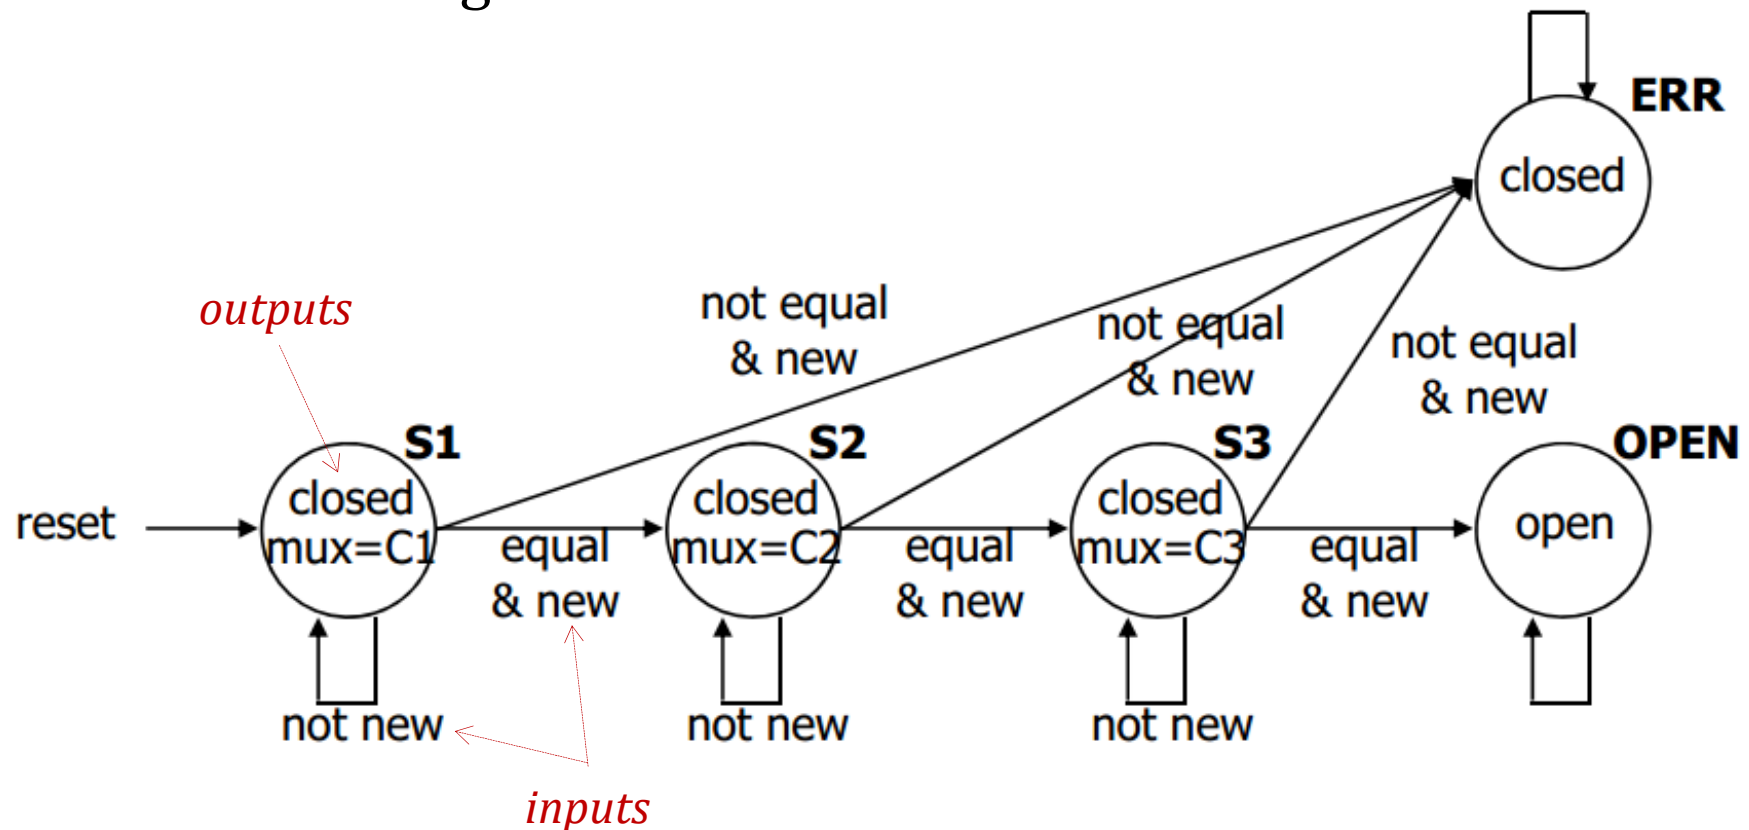 ERR
closed
outputs
not equal
& new
not equal
& new
not equal
& new
S1
S2
S3
OPEN
reset
closed
mux=C1
closed
mux=C2
closed
mux=C3
open
equal
& new
equal
& new
equal
& new
not new
not new
not new
inputs